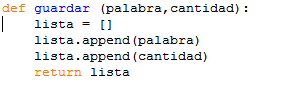 def guardar (palabra,cantidad):
    lista = []
    lista.append(palabra)
    lista.append(cantidad)
    return lista